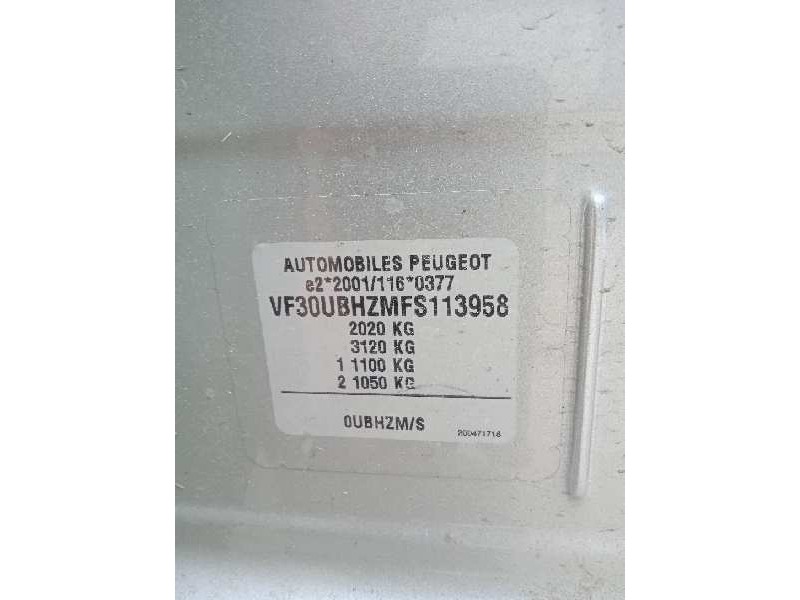 AUTOMOBILES PEUGEOT
e2*2001/116*0377
VF30UBHZMFS113958
2020 KG
3120 KG
1 1100 KG
2 1050 KG
0UBHZM/S
200471716